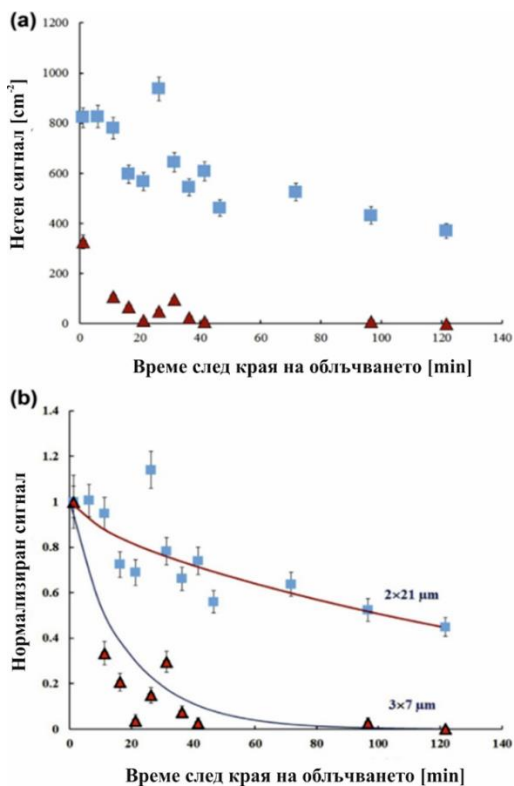 (a)
1200
1000
800
600
400
200
0
Нетен сигнал [cm⁻²]
0 20 40 60 80 100 120 140
Време след края на облъчването [min]
(b)
1.4
1.2
1
0.8
0.6
0.4
0.2
0
Нормализиран сигнал
2×21 μm
3×7 μm
0 20 40 60 80 100 120 140
Време след края на облъчването [min]